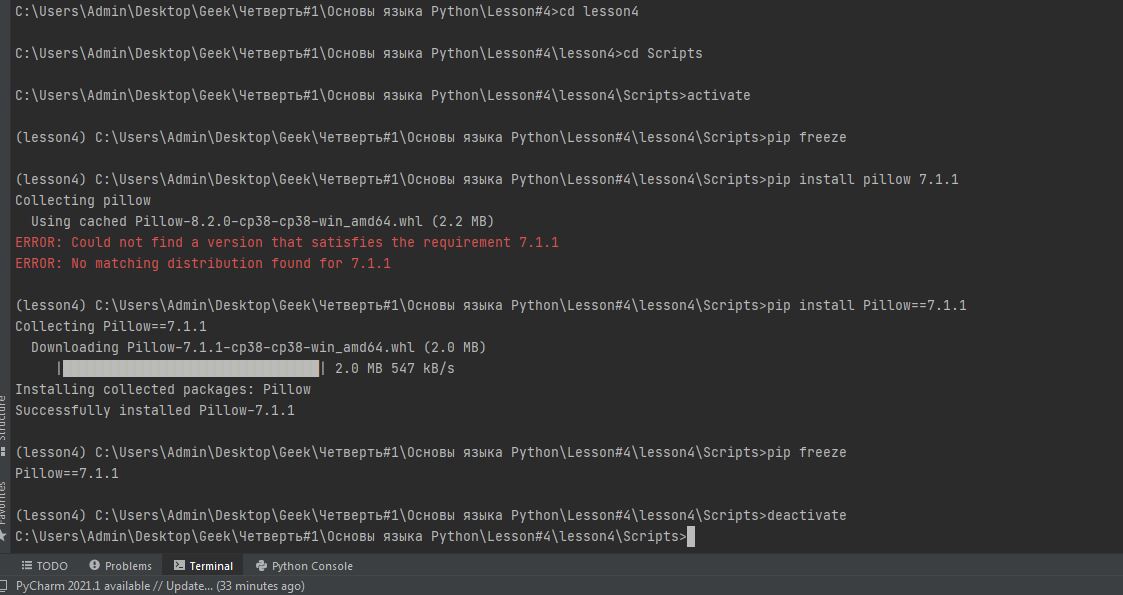 C:\Users\Admin\Desktop\Geek\Четверть#1\Основы языка Python\Lesson#4>cd lesson4
C:\Users\Admin\Desktop\Geek\Четверть#1\Основы языка Python\Lesson#4\lesson4>cd Scripts
C:\Users\Admin\Desktop\Geek\Четверть#1\Основы языка Python\Lesson#4\lesson4\Scripts>activate
(lesson4) C:\Users\Admin\Desktop\Geek\Четверть#1\Основы языка Python\Lesson#4\lesson4\Scripts>pip freeze
(lesson4) C:\Users\Admin\Desktop\Geek\Четверть#1\Основы языка Python\Lesson#4\lesson4\Scripts>pip install pillow 7.1.1
Collecting pillow
  Using cached Pillow-8.2.0-cp38-cp38-win_amd64.whl (2.2 MB)
ERROR: Could not find a version that satisfies the requirement 7.1.1
ERROR: No matching distribution found for 7.1.1
(lesson4) C:\Users\Admin\Desktop\Geek\Четверть#1\Основы языка Python\Lesson#4\lesson4\Scripts>pip install Pillow==7.1.1
Collecting Pillow==7.1.1
  Downloading Pillow-7.1.1-cp38-cp38-win_amd64.whl (2.0 MB)
     |████████████████████████████████| 2.0 MB 547 kB/s
Installing collected packages: Pillow
Successfully installed Pillow-7.1.1
(lesson4) C:\Users\Admin\Desktop\Geek\Четверть#1\Основы языка Python\Lesson#4\lesson4\Scripts>pip freeze
Pillow==7.1.1
(lesson4) C:\Users\Admin\Desktop\Geek\Четверть#1\Основы языка Python\Lesson#4\lesson4\Scripts>deactivate
C:\Users\Admin\Desktop\Geek\Четверть#1\Основы языка Python\Lesson#4\lesson4\Scripts>
Structure
Favorites
TODO Problems Terminal Python Console
PyCharm 2021.1 available // Update... (33 minutes ago)